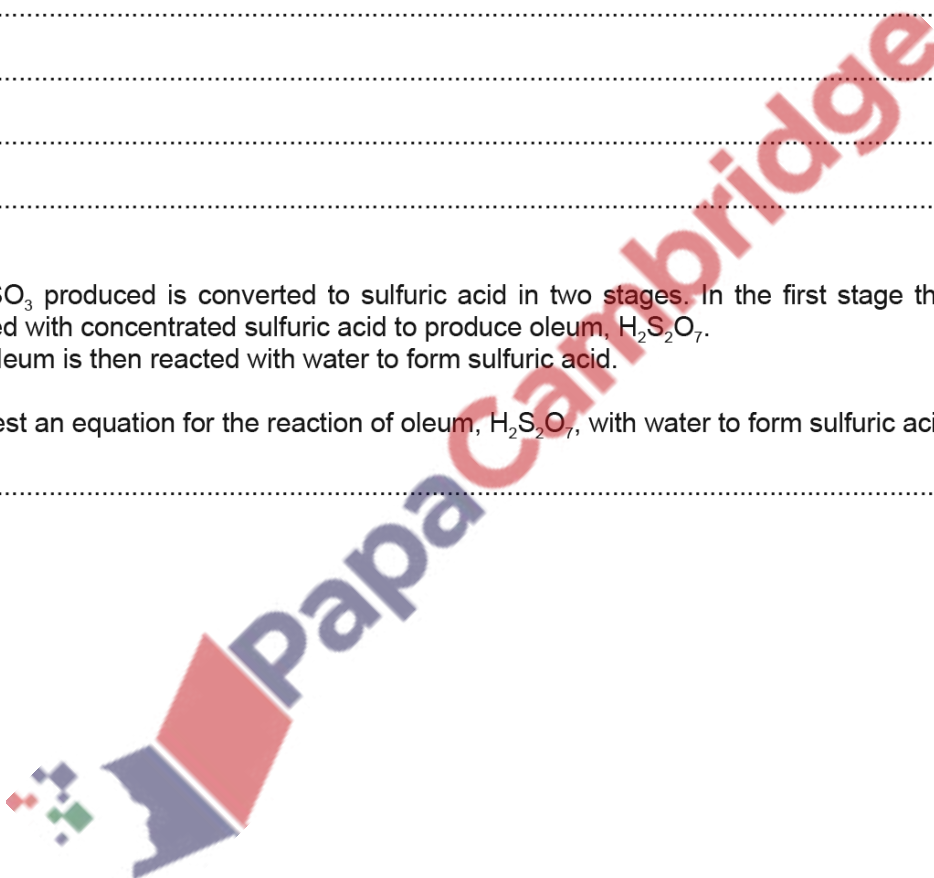 SO₃ produced is converted to sulfuric acid in two stages. In the first stage th
ed with concentrated sulfuric acid to produce oleum, H₂S₂O₇.
leum is then reacted with water to form sulfuric acid.
est an equation for the reaction of oleum, H₂S₂O₇, with water to form sulfuric aci
PapaCambridge